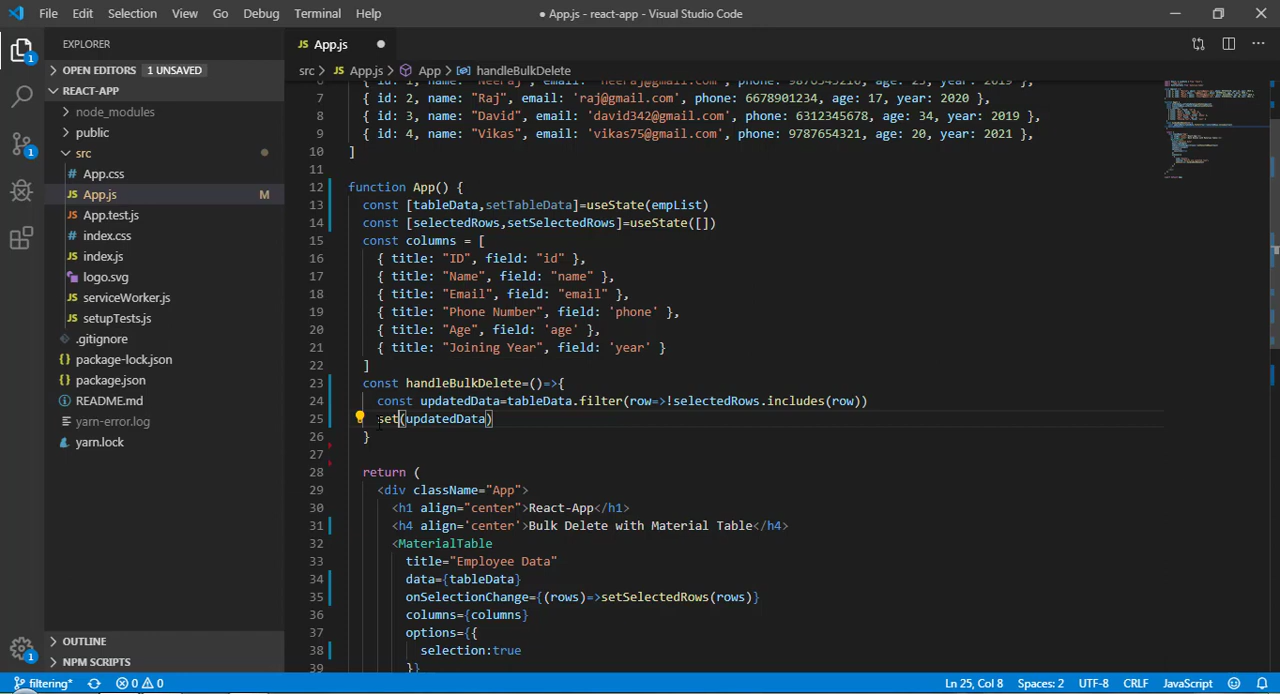 File Edit Selection View Go Debug Terminal Help
● App.js - react-app - Visual Studio Code
EXPLORER
OPEN EDITORS 1 UNSAVED
REACT-APP
node_modules
public
src
App.css
App.js M
App.test.js
index.css
index.js
logo.svg
serviceWorker.js
setupTests.js
.gitignore
package-lock.json
package.json
README.md
yarn-error.log
yarn.lock
OUTLINE
NPM SCRIPTS
App.js
src > App.js > App > handleBulkDelete
7 { id: 2, name: "Raj", email: 'raj@gmail.com', phone: 6678901234, age: 17, year: 2020 },
8 { id: 3, name: "David", email: 'david342@gmail.com', phone: 6312345678, age: 34, year: 2019 },
9 { id: 4, name: "Vikas", email: 'vikas75@gmail.com', phone: 9787654321, age: 20, year: 2021 },
10 ]
11
12 function App() {
13 const [tableData,setTableData]=useState(empList)
14 const [selectedRows,setSelectedRows]=useState([])
15 const columns = [
16 { title: "ID", field: "id" },
17 { title: "Name", field: "name" },
18 { title: "Email", field: "email" },
19 { title: "Phone Number", field: 'phone' },
20 { title: "Age", field: 'age' },
21 { title: "Joining Year", field: 'year' }
22 ]
23 const handleBulkDelete=()=>{
24 const updatedData=tableData.filter(row=>!selectedRows.includes(row))
25 set(updatedData)
26 }
27
28 return (
29 <div className="App">
30 <h1 align="center">React-App</h1>
31 <h4 align='center'>Bulk Delete with Material Table</h4>
32 <MaterialTable
33 title="Employee Data"
34 data={tableData}
35 onSelectionChange={(rows)=>setSelectedRows(rows)}
36 columns={columns}
37 options={{
38 selection:true
39 }}
filtering* 0 0 Ln 25, Col 8 Spaces: 2 UTF-8 CRLF JavaScript